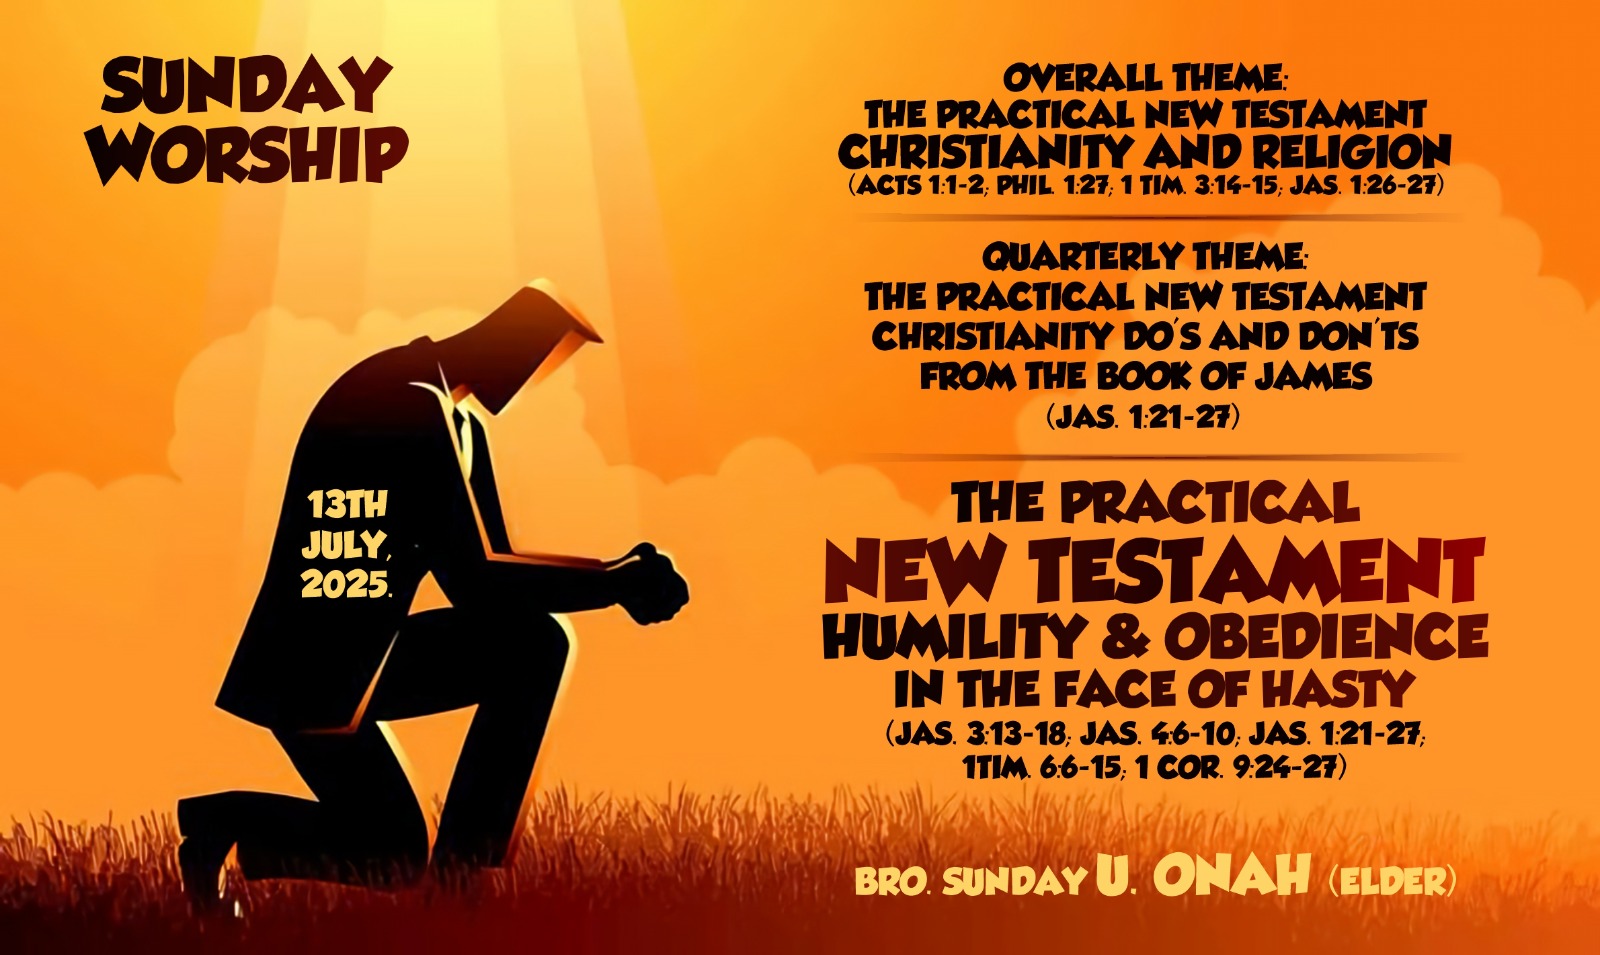 SUNDAY
WORSHIP
13TH
JULY,
2025.
OVERALL THEME:
THE PRACTICAL NEW TESTAMENT
CHRISTIANITY AND RELIGION
(ACTS 1:1-2; PHIL. 1:27; 1 TIM. 3:14-15; JAS. 1:26-27)
QUARTERLY THEME:
THE PRACTICAL NEW TESTAMENT
CHRISTIANITY DO'S AND DON'TS
FROM THE BOOK OF JAMES
(JAS. 1:21-27)
THE PRACTICAL
NEW TESTAMENT
HUMILITY & OBEDIENCE
IN THE FACE OF HASTY
(JAS. 3:13-18; JAS. 4:6-10; JAS. 1:21-27;
1TIM. 6:6-15; 1 COR. 9:24-27)
BRO. SUNDAY U. ONAH (ELDER)